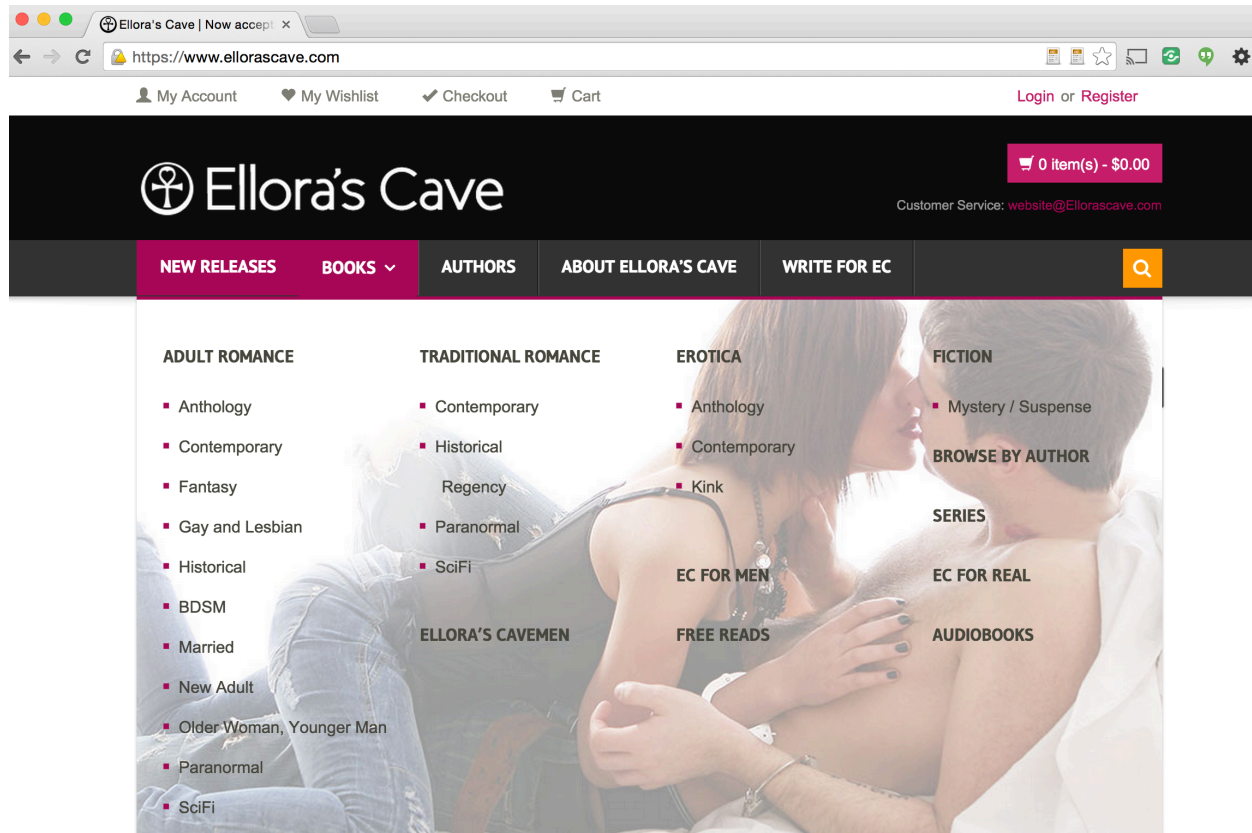 Ellora's Cave | Now accept
https://www.ellorascave.com
My Account My Wishlist Checkout Cart Login or Register
0 item(s) - $0.00
Ellora's Cave
Customer Service: website@Ellorascave.com
NEW RELEASES BOOKS AUTHORS ABOUT ELLORA'S CAVE WRITE FOR EC
ADULT ROMANCE
Anthology
Contemporary
Fantasy
Gay and Lesbian
Historical
BDSM
Married
New Adult
Older Woman, Younger Man
Paranormal
SciFi
TRADITIONAL ROMANCE
Contemporary
Historical
Regency
Paranormal
SciFi
ELLORA'S CAVEMEN
EROTICA
Anthology
Contemporary
Kink
EC FOR MEN
FREE READS
FICTION
Mystery / Suspense
BROWSE BY AUTHOR
SERIES
EC FOR REAL
AUDIOBOOKS